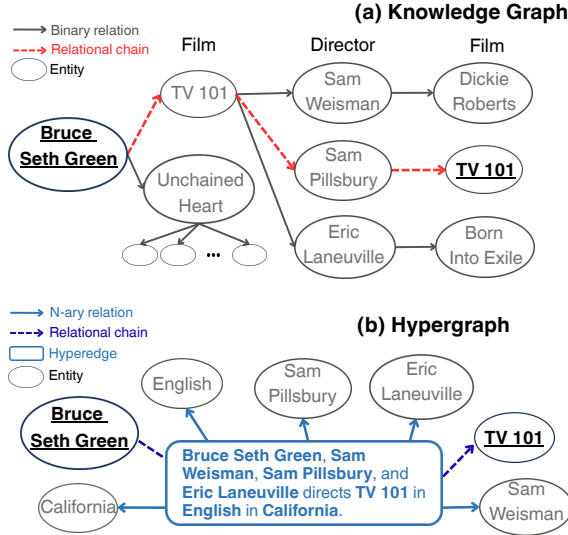 (a) Knowledge Graph
Binary relation
Relational chain
Entity
Film
Director
Film
TV 101
Sam
Weisman
Dickie
Roberts
Bruce
Seth Green
Unchained
Heart
Sam
Pillsbury
TV 101
•••
Eric
Laneuville
Born
Into Exile
(b) Hypergraph
N-ary relation
Relational chain
Hyperedge
Entity
English
Sam
Pillsbury
Eric
Laneuville
Bruce
Seth Green
TV 101
Bruce Seth Green, Sam
Weisman, Sam Pillsbury, and
Eric Laneuville directs TV 101 in
English in California.
California
Sam
Weisman